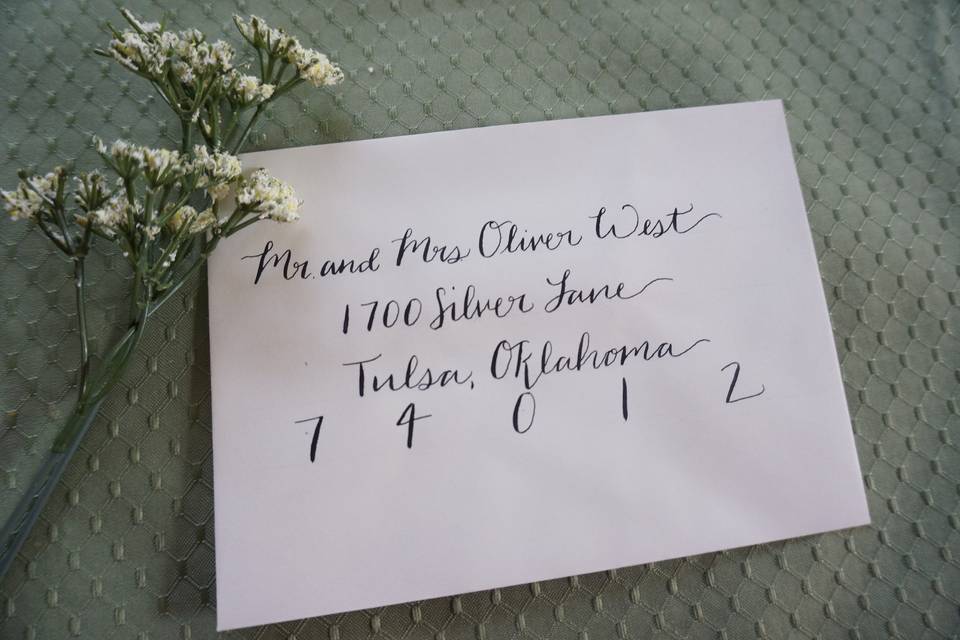 Mr. and Mrs Oliver West
1700 Silver Lane
Tulsa, Oklahoma
7 4 0 1 2